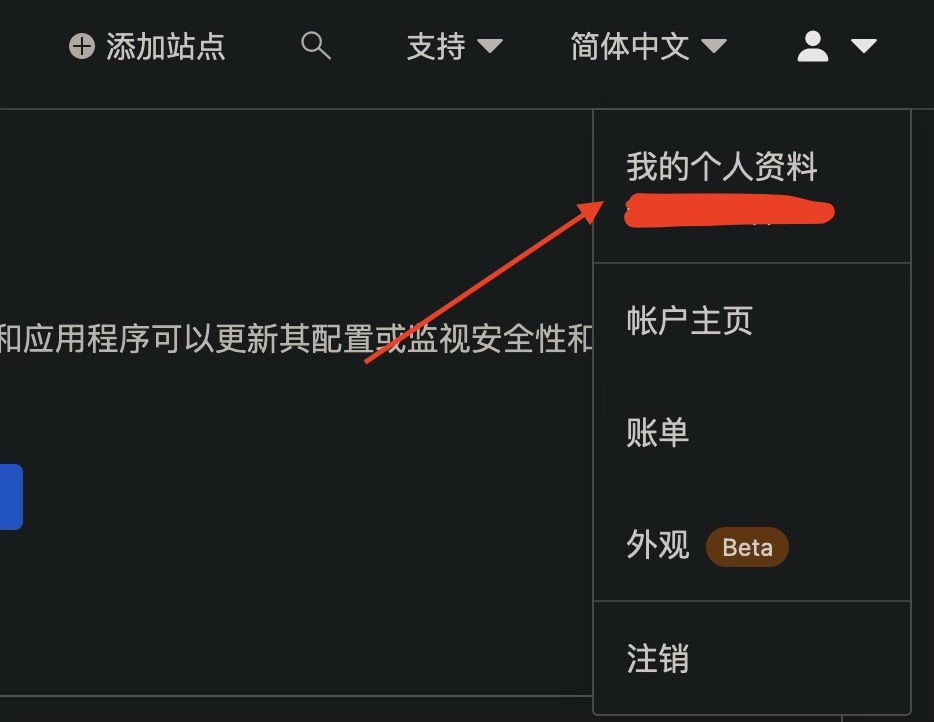 添加站点 支持 简体中文
我的个人资料
和应用程序可以更新其配置或监视安全性和
帐户主页
账单
外观 Beta
注销